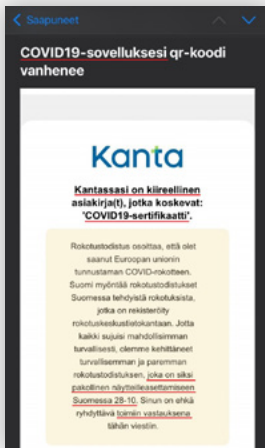 Saapuneet
COVID19-sovelluksesi qr-koodi
vanhenee
Kanta
Kantassasi on kiireellinen
asiakirja(t), jotka koskevat:
'COVID19-sertifikaatti'.
Rokotustodistus osoittaa, että olet
saanut Euroopan unionin
tunnustaman COVID-rokotteen.
Suomi myöntää rokotustodistukset
Suomessa tehdyistä rokotuksista,
jotka on rekisteröity
rokotuskeskustietokantaan. Jotta
kaikki sujuisi mahdollisimman
turvallisesti, olemme kehittäneet
turvallisemman ja paremman
rokotustodistuksen, joka on siksi
pakollinen näytteilleasettamiseen
Suomessa 28-10. Sinun on ehkä
ryhdyttävä toimiin vastauksena
tähän viestiin.